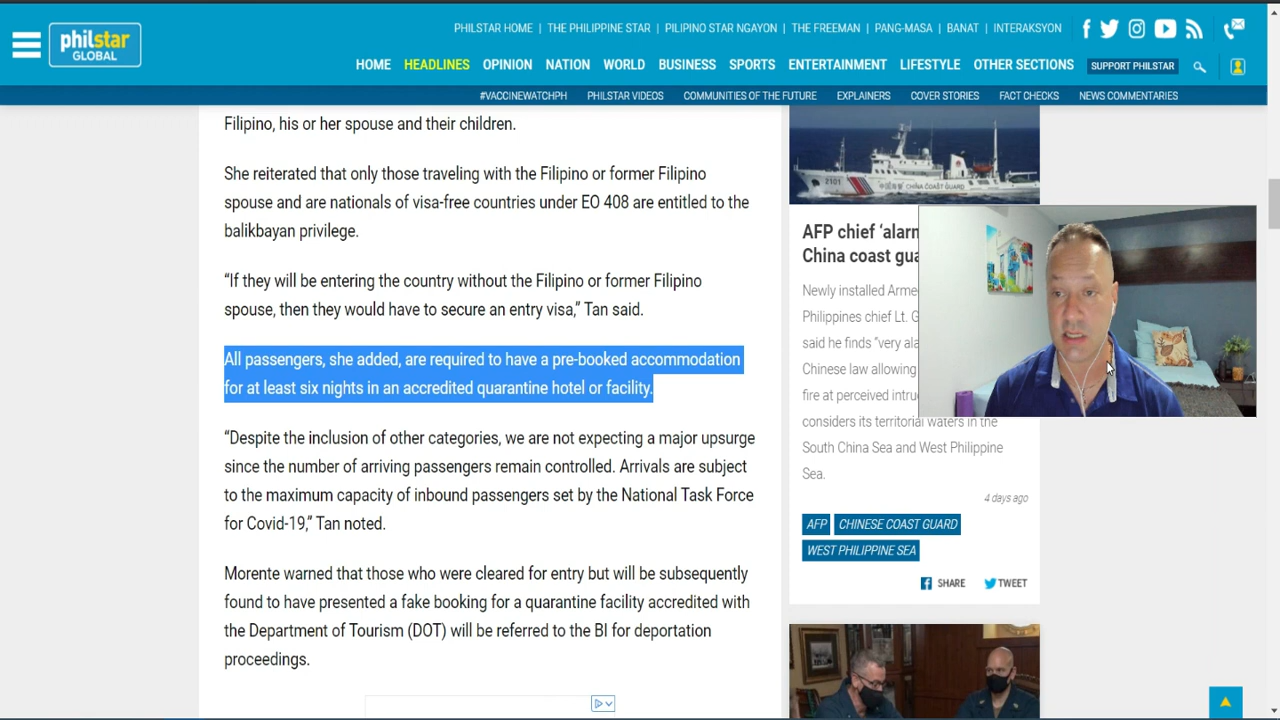 PHILSTAR HOME | THE PHILIPPINE STAR | PILIPINO STAR NGAYON | THE FREEMAN | PANG-MASA | BANAT | INTERAKSYON
philstar
GLOBAL
HOME HEADLINES OPINION NATION WORLD BUSINESS SPORTS ENTERTAINMENT LIFESTYLE OTHER SECTIONS SUPPORT PHILSTAR
#VACCINEWATCHPH PHILSTAR VIDEOS COMMUNITIES OF THE FUTURE EXPLAINERS COVER STORIES FACT CHECKS NEWS COMMENTARIES
Filipino, his or her spouse and their children.
She reiterated that only those traveling with the Filipino or former Filipino
spouse and are nationals of visa-free countries under EO 408 are entitled to the
balikbayan privilege.
“If they will be entering the country without the Filipino or former Filipino
spouse, then they would have to secure an entry visa,” Tan said.
All passengers, she added, are required to have a pre-booked accommodation
for at least six nights in an accredited quarantine hotel or facility.
“Despite the inclusion of other categories, we are not expecting a major upsurge
since the number of arriving passengers remain controlled. Arrivals are subject
to the maximum capacity of inbound passengers set by the National Task Force
for Covid-19,” Tan noted.
Morente warned that those who were cleared for entry but will be subsequently
found to have presented a fake booking for a quarantine facility accredited with
the Department of Tourism (DOT) will be referred to the BI for deportation
proceedings.
2101
CHINA COAST GUARD
AFP chief ‘alarm
China coast gua
Newly installed Arme
Philippines chief Lt. G
said he finds “very ala
Chinese law allowing
fire at perceived intru
considers its territorial waters in the
South China Sea and West Philippine
Sea.
4 days ago
AFP CHINESE COAST GUARD
WEST PHILIPPINE SEA
SHARE TWEET